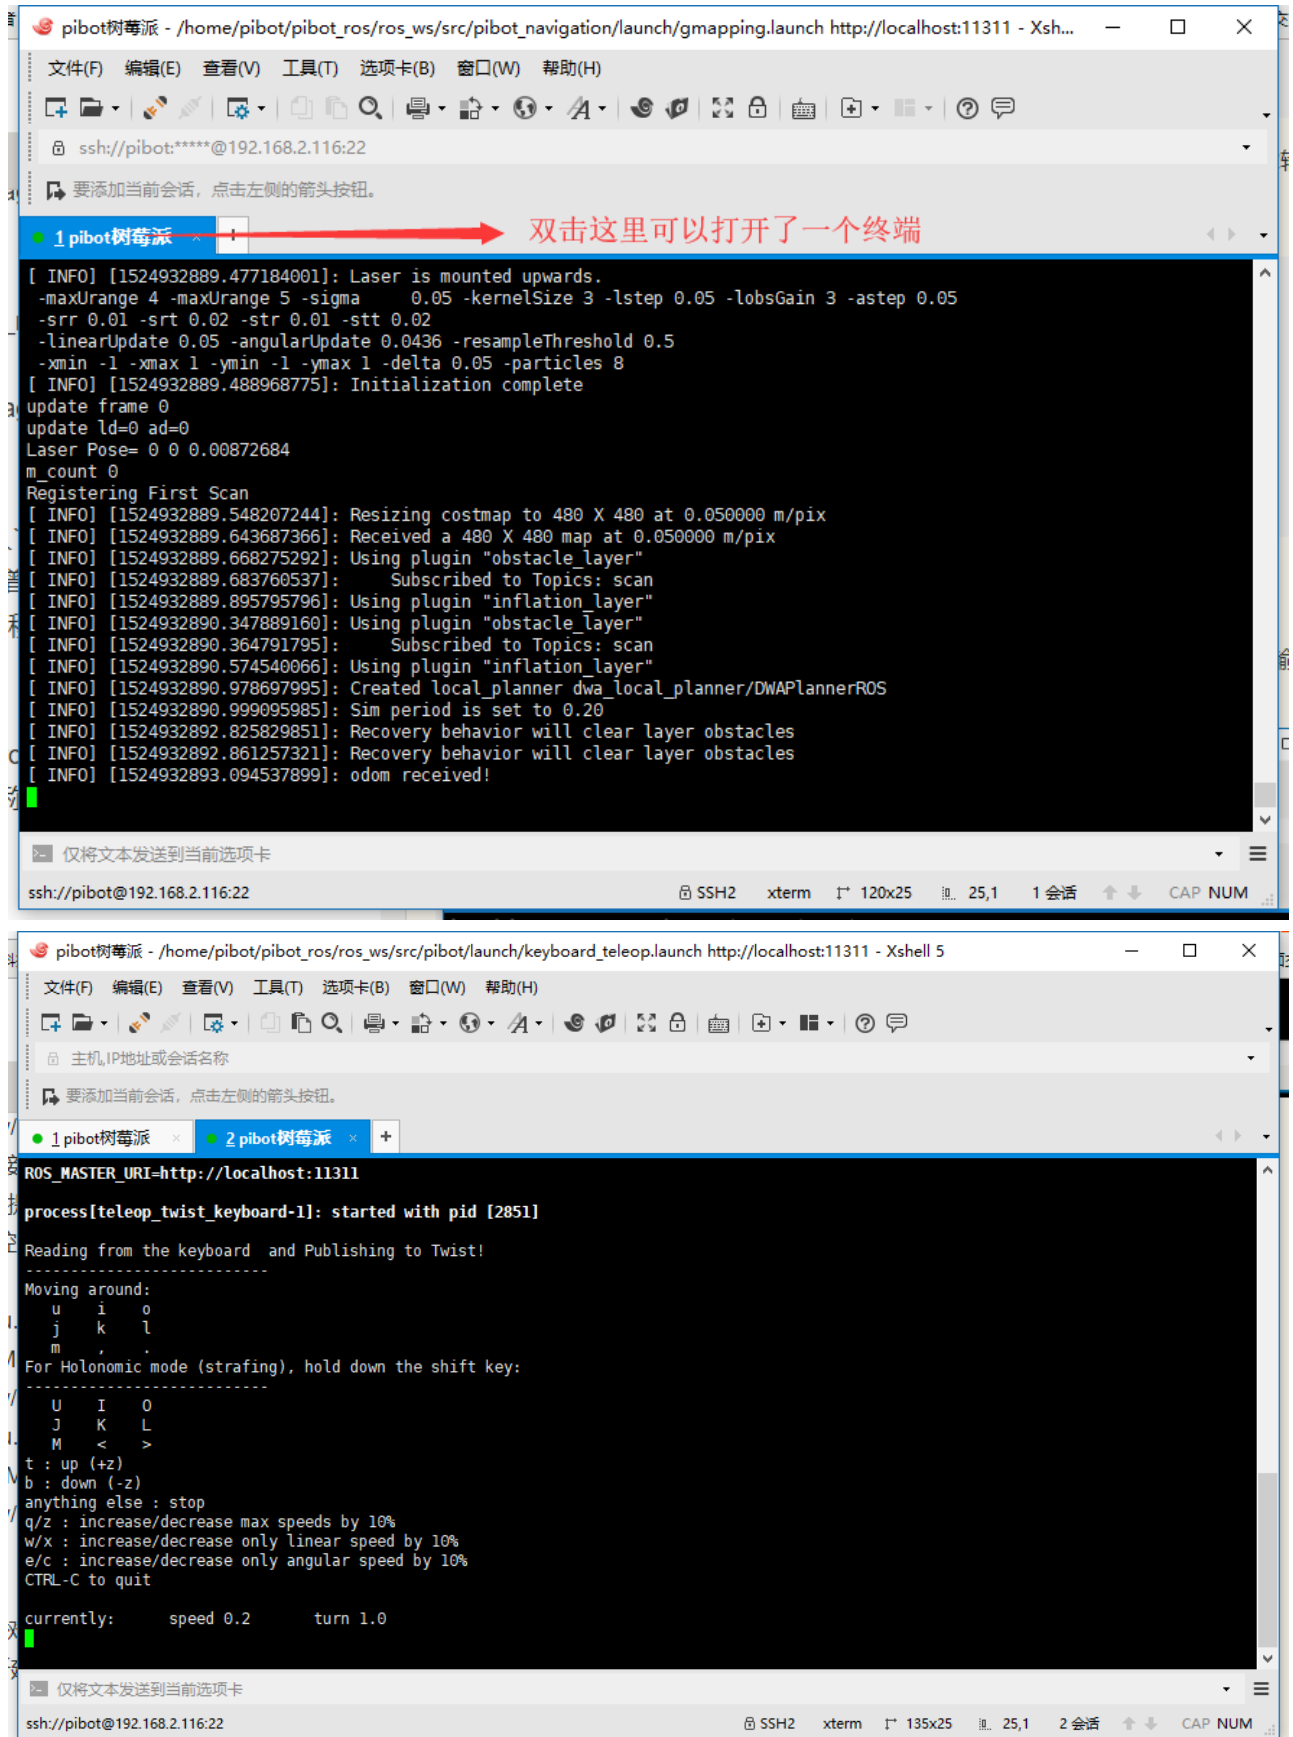 pibot树莓派 - /home/pibot/pibot_ros/ros_ws/src/pibot_navigation/launch/gmapping.launch http://localhost:11311 - Xsh...
文件(F) 编辑(E) 查看(V) 工具(T) 选项卡(B) 窗口(W) 帮助(H)
ssh://pibot:*****@192.168.2.116:22
要添加当前会话，点击左侧的箭头按钮。
1 pibot树莓派 × +
双击这里可以打开了一个终端
[ INFO] [1524932889.477184001]: Laser is mounted upwards.
-maxUrange 4 -maxUrange 5 -sigma     0.05 -kernelSize 3 -lstep 0.05 -lobsGain 3 -astep 0.05
-srr 0.01 -srt 0.02 -str 0.01 -stt 0.02
-linearUpdate 0.05 -angularUpdate 0.0436 -resampleThreshold 0.5
-xmin -1 -xmax 1 -ymin -1 -ymax 1 -delta 0.05 -particles 8
[ INFO] [1524932889.488968775]: Initialization complete
update frame 0
update ld=0 ad=0
Laser Pose= 0 0 0.00872684
m_count 0
Registering First Scan
[ INFO] [1524932889.548207244]: Resizing costmap to 480 X 480 at 0.050000 m/pix
[ INFO] [1524932889.643687366]: Received a 480 X 480 map at 0.050000 m/pix
[ INFO] [1524932889.668275292]: Using plugin "obstacle_layer"
[ INFO] [1524932889.683760537]:     Subscribed to Topics: scan
[ INFO] [1524932889.895795796]: Using plugin "inflation_layer"
[ INFO] [1524932890.347889160]: Using plugin "obstacle_layer"
[ INFO] [1524932890.364791795]:     Subscribed to Topics: scan
[ INFO] [1524932890.574540066]: Using plugin "inflation_layer"
[ INFO] [1524932890.978697995]: Created local_planner dwa_local_planner/DWAPlannerROS
[ INFO] [1524932890.999095985]: Sim period is set to 0.20
[ INFO] [1524932892.825829851]: Recovery behavior will clear layer obstacles
[ INFO] [1524932892.861257321]: Recovery behavior will clear layer obstacles
[ INFO] [1524932893.094537899]: odom received!
仅将文本发送到当前选项卡
ssh://pibot@192.168.2.116:22 SSH2 xterm 120x25 25,1 1 会话 CAP NUM
pibot树莓派 - /home/pibot/pibot_ros/ros_ws/src/pibot/launch/keyboard_teleop.launch http://localhost:11311 - Xshell 5
文件(F) 编辑(E) 查看(V) 工具(T) 选项卡(B) 窗口(W) 帮助(H)
主机,IP地址或会话名称
要添加当前会话，点击左侧的箭头按钮。
1 pibot树莓派 × 2 pibot树莓派 × +
ROS_MASTER_URI=http://localhost:11311
process[teleop_twist_keyboard-1]: started with pid [2851]
Reading from the keyboard  and Publishing to Twist!
---------------------------
Moving around:
u    i    o
j    k    l
m    ,    .
For Holonomic mode (strafing), hold down the shift key:
---------------------------
U    I    O
J    K    L
M    <    >
t : up (+z)
b : down (-z)
anything else : stop
q/z : increase/decrease max speeds by 10%
w/x : increase/decrease only linear speed by 10%
e/c : increase/decrease only angular speed by 10%
CTRL-C to quit
currently:      speed 0.2       turn 1.0
仅将文本发送到当前选项卡
ssh://pibot@192.168.2.116:22 SSH2 xterm 135x25 25,1 2 会话 CAP NUM